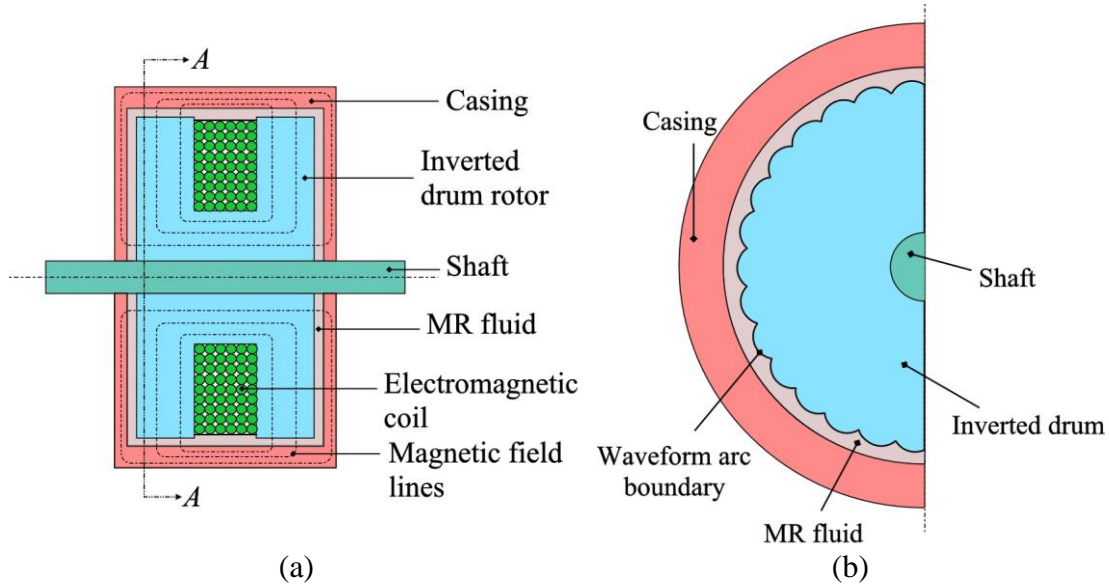 A
Casing
Inverted
drum rotor
Shaft
MR fluid
Electromagnetic
coil
Magnetic field
lines
A
(a)
Casing
Shaft
Inverted drum
Waveform arc
boundary
MR fluid
(b)